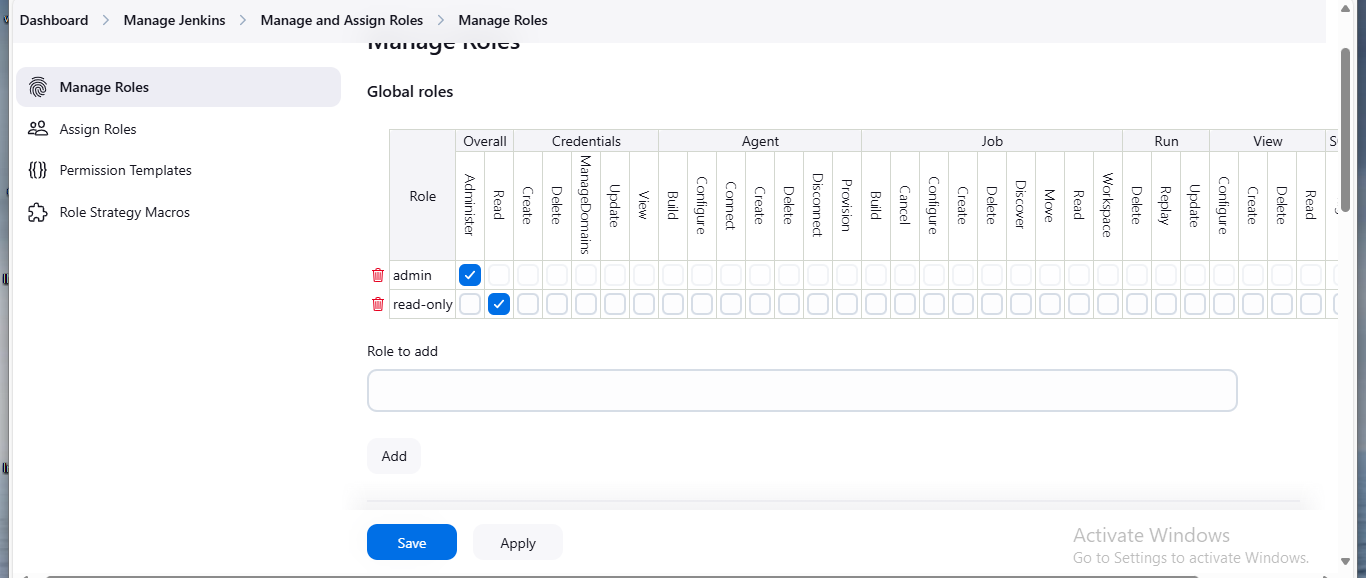 Dashboard > Manage Jenkins > Manage and Assign Roles > Manage Roles
Manage Roles
Manage Roles
Assign Roles
Permission Templates
Role Strategy Macros
Global roles
Role Overall Credentials Agent Job Run View
Administer Read Create Delete ManageDomains Update View Build Configure Connect Create Delete Disconnect Provision Build Cancel Configure Create Delete Discover Move Read Workspace Delete Replay Update Configure Create Delete Read
admin
read-only
Role to add
Add
Save Apply
Activate Windows
Go to Settings to activate Windows.